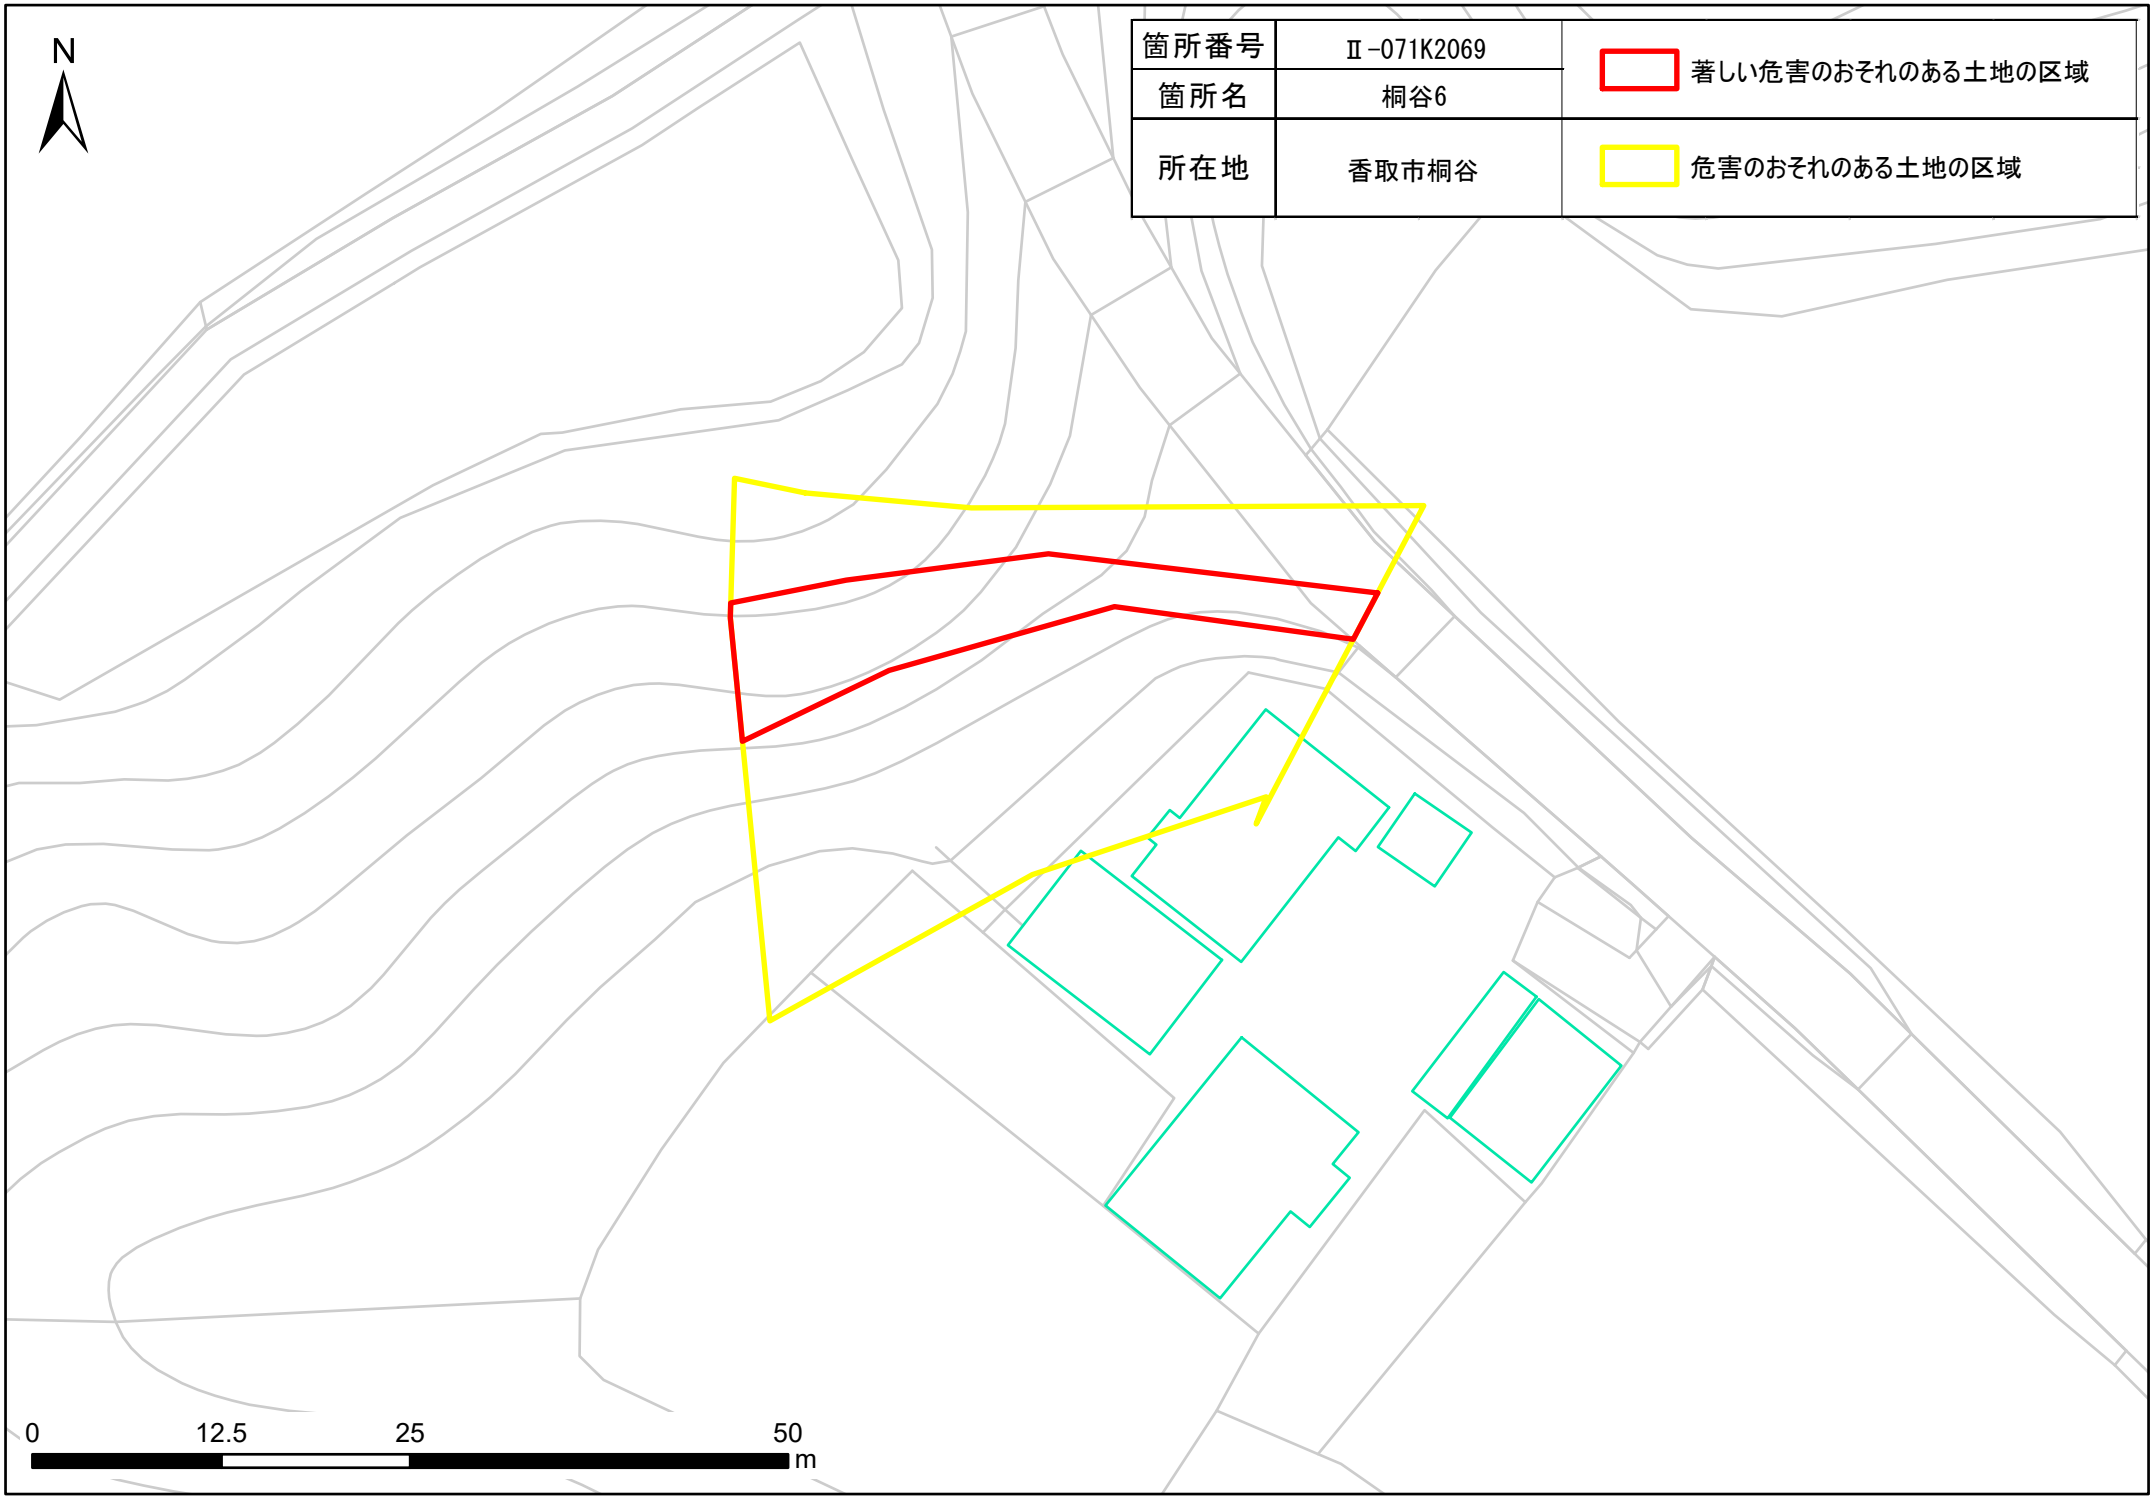 N
箇所番号 Ⅱ-071K2069
箇所名 桐谷6
所在地 香取市桐谷
著しい危害のおそれのある土地の区域
危害のおそれのある土地の区域
0 12.5 25 50
m